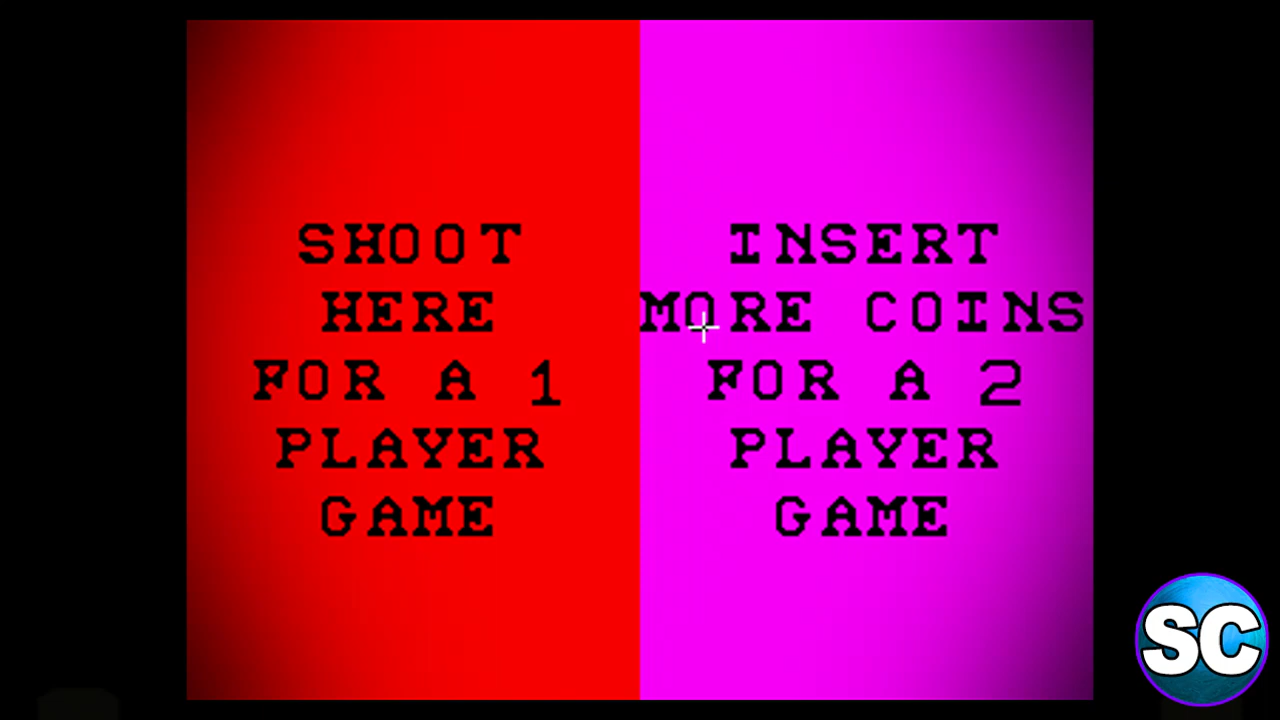 SHOOT
HERE
FOR A 1
PLAYER
GAME
INSERT
MORE COINS
FOR A 2
PLAYER
GAME
SC